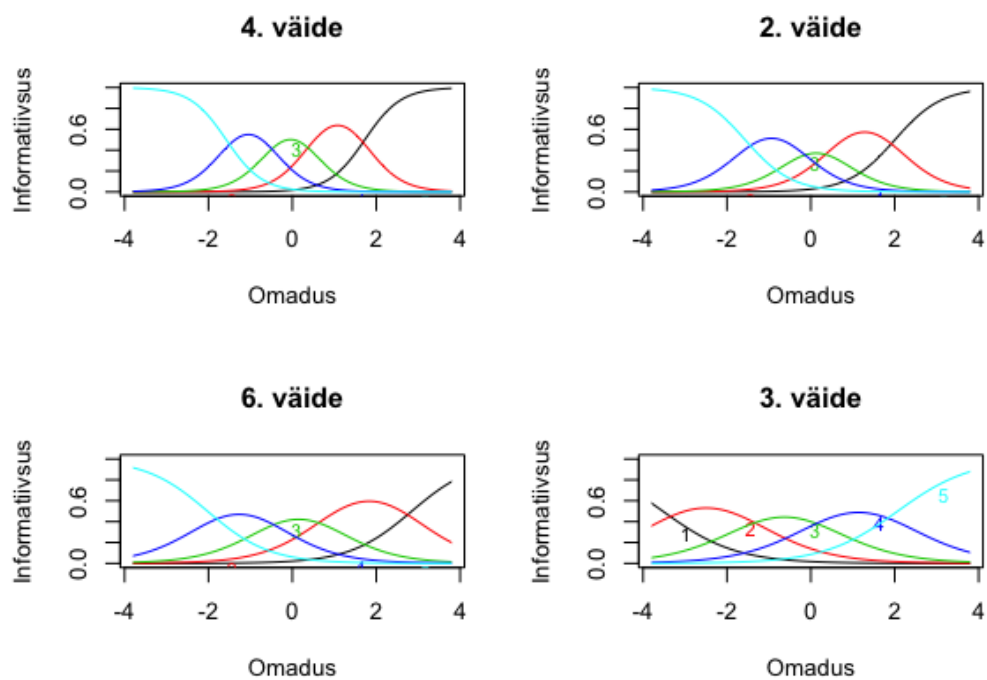 4. väide
Informatiivsus
0.0 0.6
3
-4 -2 0 2 4
Omadus
2. väide
Informatiivsus
0.0 0.6
3
-4 -2 0 2 4
Omadus
6. väide
Informatiivsus
0.0 0.6
3
-4 -2 0 2 4
Omadus
3. väide
Informatiivsus
0.0 0.6
1 2 3 4 5
-4 -2 0 2 4
Omadus